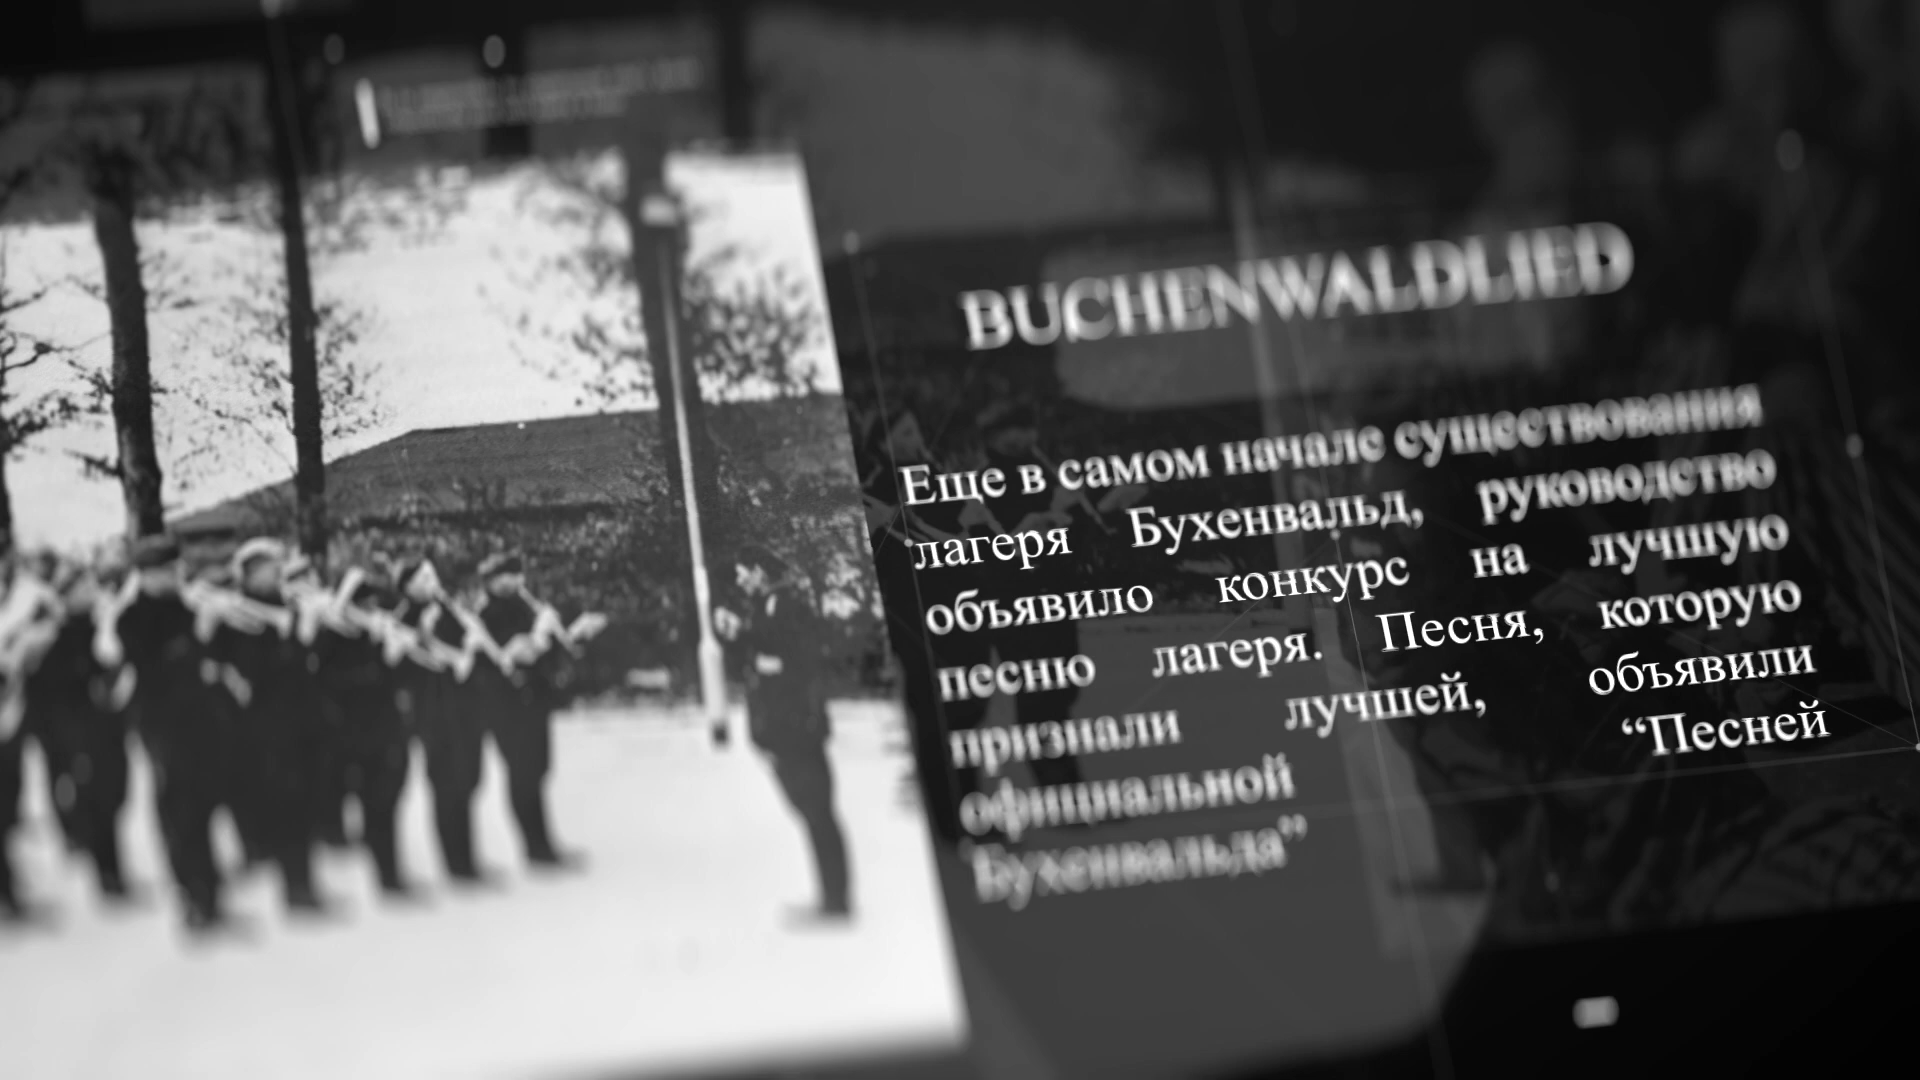 BUCHENWALDLIED
Еще в самом начале существования
лагеря Бухенвальд, руководство
объявило конкурс на лучшую
песню лагеря. Песня, которую
признали лучшей, объявили
официальной “Песней
Бухенвальда”